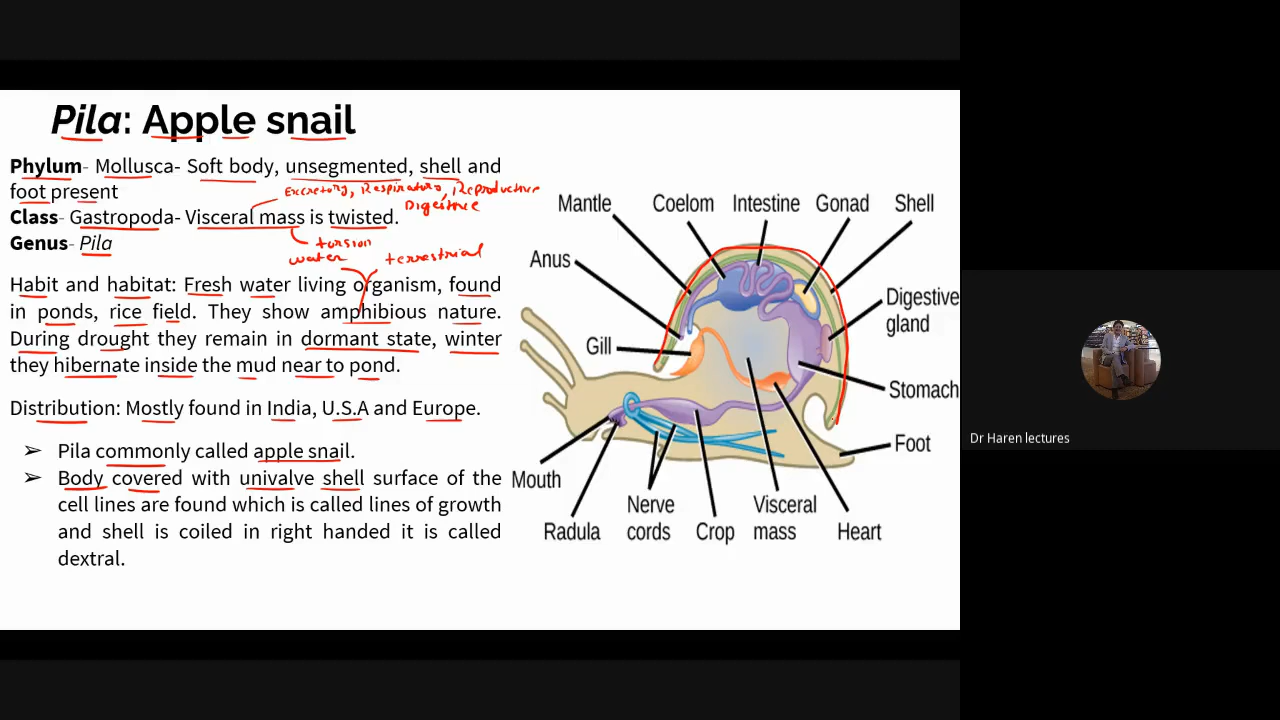 Pila: Apple snail
Phylum- Mollusca- Soft body, unsegmented, shell and
foot present
Excretory, Respiratory, Reproductive
Digestive
Class- Gastropoda- Visceral mass is twisted.
torsion
Genus- Pila
water
terrestrial
Habit and habitat: Fresh water living organism, found
in ponds, rice field. They show amphibious nature.
During drought they remain in dormant state, winter
they hibernate inside the mud near to pond.
Distribution: Mostly found in India, U.S.A and Europe.
➢ Pila commonly called apple snail.
➢ Body covered with univalve shell surface of the
cell lines are found which is called lines of growth
and shell is coiled in right handed it is called
dextral.
Mantle
Coelom
Intestine
Gonad
Shell
Anus
Digestive
gland
Gill
Stomach
Foot
Mouth
Radula
Nerve
cords
Crop
Visceral
mass
Heart
Dr Haren lectures